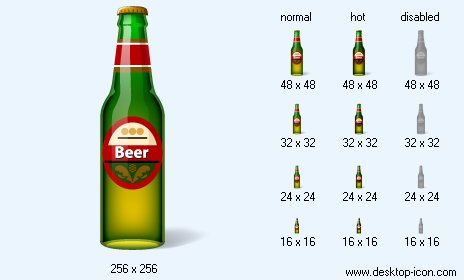 normal hot disabled
Beer
48 x 48 48 x 48 48 x 48
32 x 32 32 x 32 32 x 32
24 x 24 24 x 24 24 x 24
16 x 16 16 x 16 16 x 16
256 x 256
www.desktop-icon.com